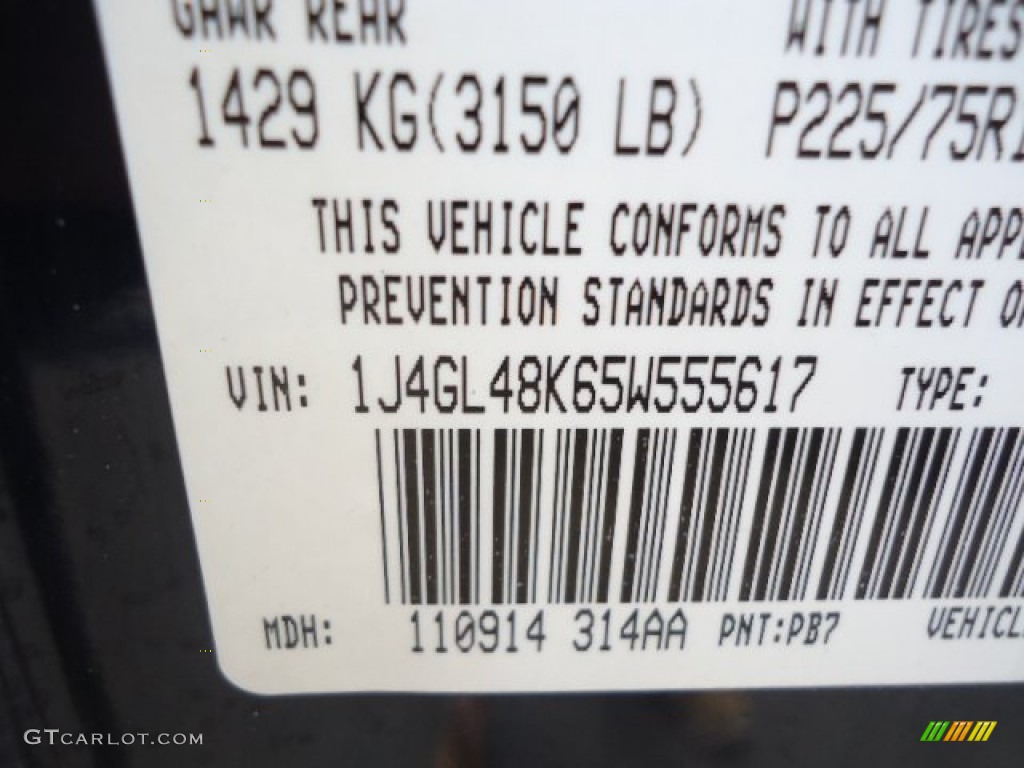 GAWR REAR WITH TIRES
1429 KG(3150 LB) P225/75R1
THIS VEHICLE CONFORMS TO ALL APPL
PREVENTION STANDARDS IN EFFECT O
VIN: 1J4GL48K65W555617 TYPE:
MDH: 110914 314AA PNT:PB7 VEHICL
GTCARLOT.COM